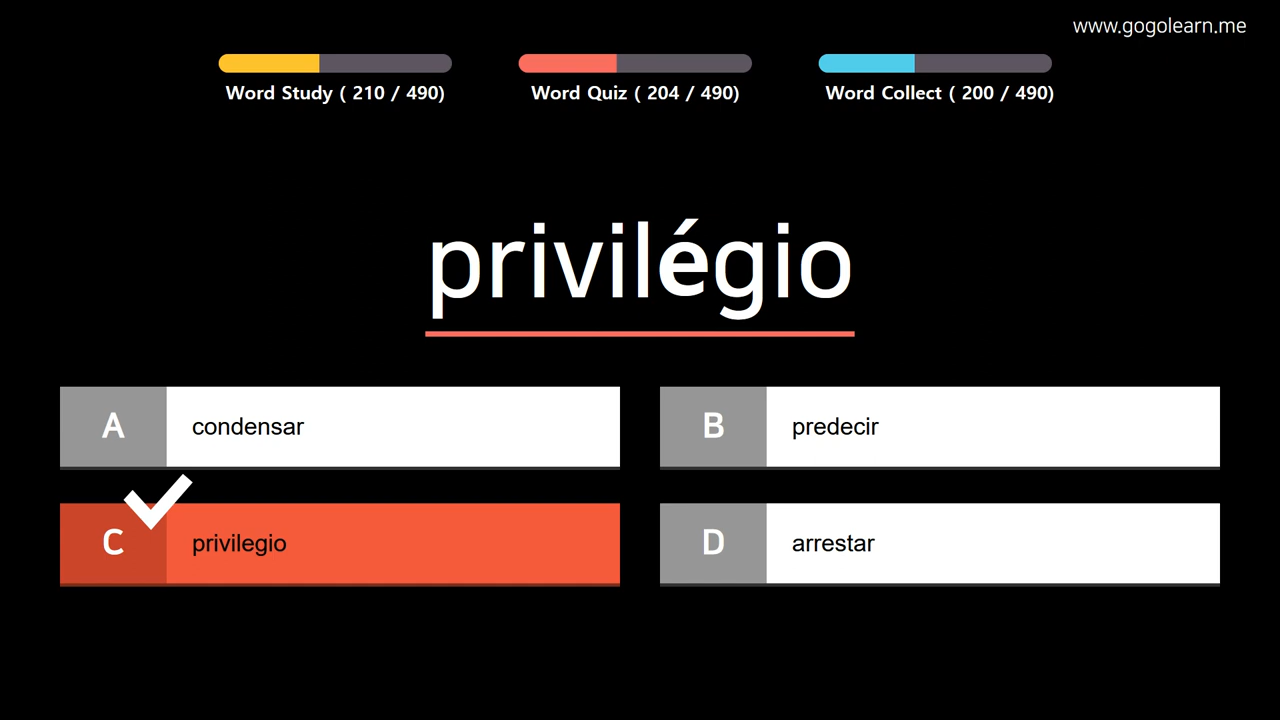 www.gogolearn.me
Word Study ( 210 / 490)
Word Quiz ( 204 / 490)
Word Collect ( 200 / 490)
privilégio
A condensar
B predecir
C privilegio
D arrestar